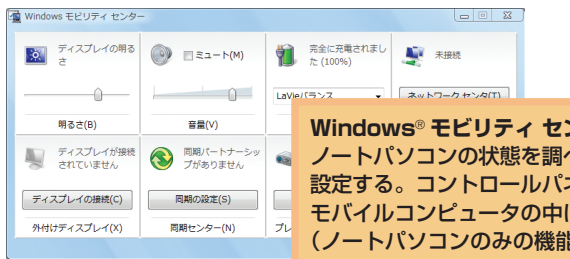 Windows モビリティ センター
ディスプレイの明る
さ
ミュート(M)
完全に充電されまし
た (100%)
未接続
LaVieバランス
ネットワーク センタ(T)
明るさ(B)
音量(V)
ディスプレイが接続
されていません
同期パートナーシッ
プがありません
ディスプレイの接続(C)
同期の設定(S)
外付けディスプレイ(X)
同期センター(N)
プレ
Windows® モビリティ セン
ノートパソコンの状態を調べ
設定する。コントロールパネ
モバイルコンピュータの中に
（ノートパソコンのみの機能